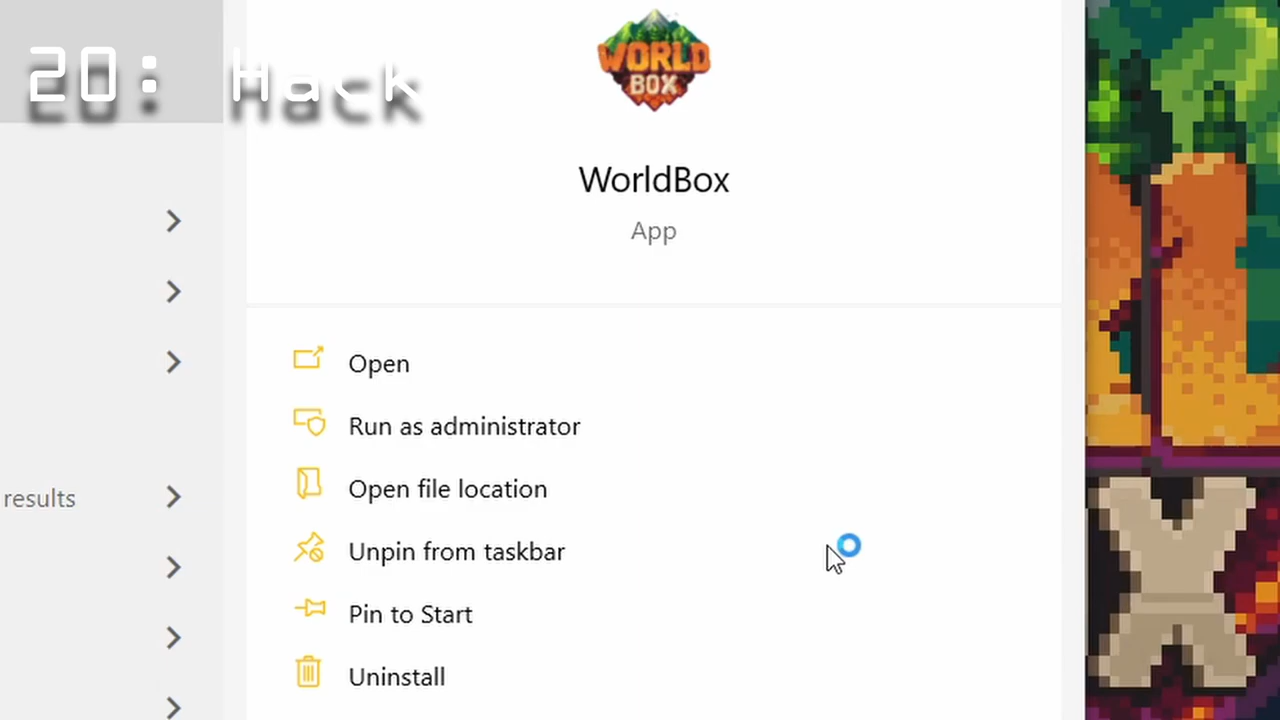 20: Hack
WORLD
BOX
WorldBox
App
Open
Run as administrator
Open file location
results
Unpin from taskbar
Pin to Start
Uninstall
L
X